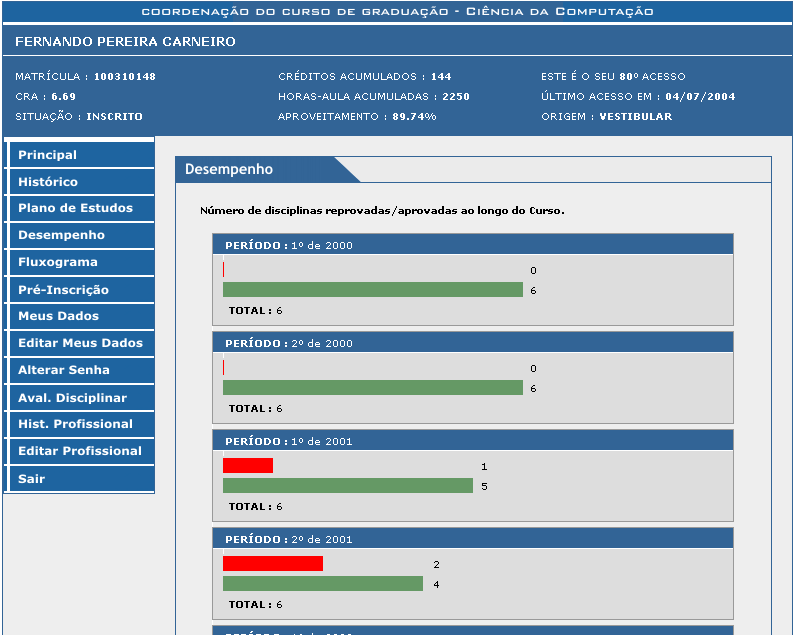 COORDENAÇÃO DO CURSO DE GRADUAÇÃO - CIÊNCIA DA COMPUTAÇÃO
FERNANDO PEREIRA CARNEIRO
MATRÍCULA : 100310148
CRÉDITOS ACUMULADOS : 144
ESTE É O SEU 80º ACESSO
CRA : 6.69
HORAS-AULA ACUMULADAS : 2250
ÚLTIMO ACESSO EM : 04/07/2004
SITUAÇÃO : INSCRITO
APROVEITAMENTO : 89.74%
ORIGEM : VESTIBULAR
Principal
Histórico
Plano de Estudos
Desempenho
Fluxograma
Pré-Inscrição
Meus Dados
Editar Meus Dados
Alterar Senha
Aval. Disciplinar
Hist. Profissional
Editar Profissional
Sair
Desempenho
Número de disciplinas reprovadas/aprovadas ao longo do Curso.
PERÍODO : 1º de 2000
0
6
TOTAL : 6
PERÍODO : 2º de 2000
0
6
TOTAL : 6
PERÍODO : 1º de 2001
1
5
TOTAL : 6
PERÍODO : 2º de 2001
2
4
TOTAL : 6